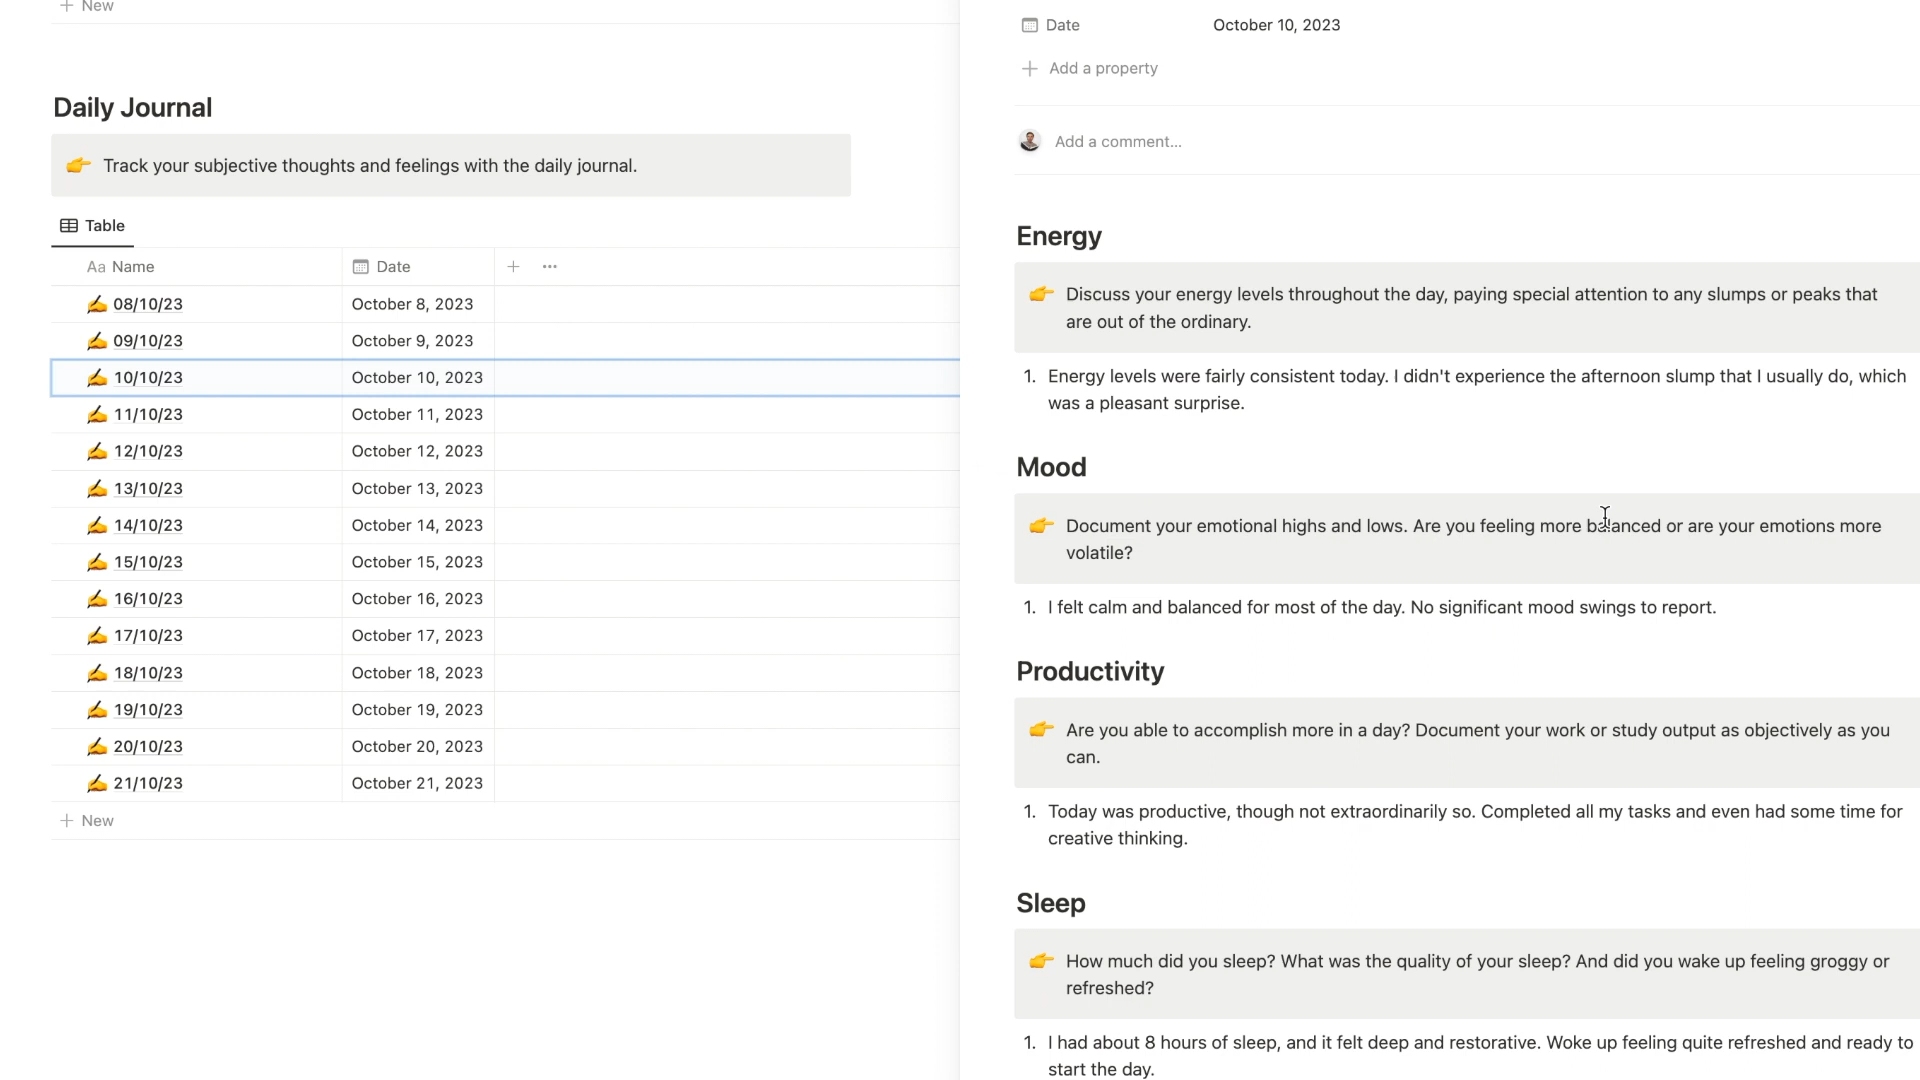 New
Daily Journal
Track your subjective thoughts and feelings with the daily journal.
Table
Aa Name
Date
08/10/23
October 8, 2023
09/10/23
October 9, 2023
10/10/23
October 10, 2023
11/10/23
October 11, 2023
12/10/23
October 12, 2023
13/10/23
October 13, 2023
14/10/23
October 14, 2023
15/10/23
October 15, 2023
16/10/23
October 16, 2023
17/10/23
October 17, 2023
18/10/23
October 18, 2023
19/10/23
October 19, 2023
20/10/23
October 20, 2023
21/10/23
October 21, 2023
New
Date
October 10, 2023
Add a property
Add a comment...
Energy
Discuss your energy levels throughout the day, paying special attention to any slumps or peaks that
are out of the ordinary.
1. Energy levels were fairly consistent today. I didn't experience the afternoon slump that I usually do, which
was a pleasant surprise.
Mood
Document your emotional highs and lows. Are you feeling more balanced or are your emotions more
volatile?
1. I felt calm and balanced for most of the day. No significant mood swings to report.
Productivity
Are you able to accomplish more in a day? Document your work or study output as objectively as you
can.
1. Today was productive, though not extraordinarily so. Completed all my tasks and even had some time for
creative thinking.
Sleep
How much did you sleep? What was the quality of your sleep? And did you wake up feeling groggy or
refreshed?
1. I had about 8 hours of sleep, and it felt deep and restorative. Woke up feeling quite refreshed and ready to
start the day.